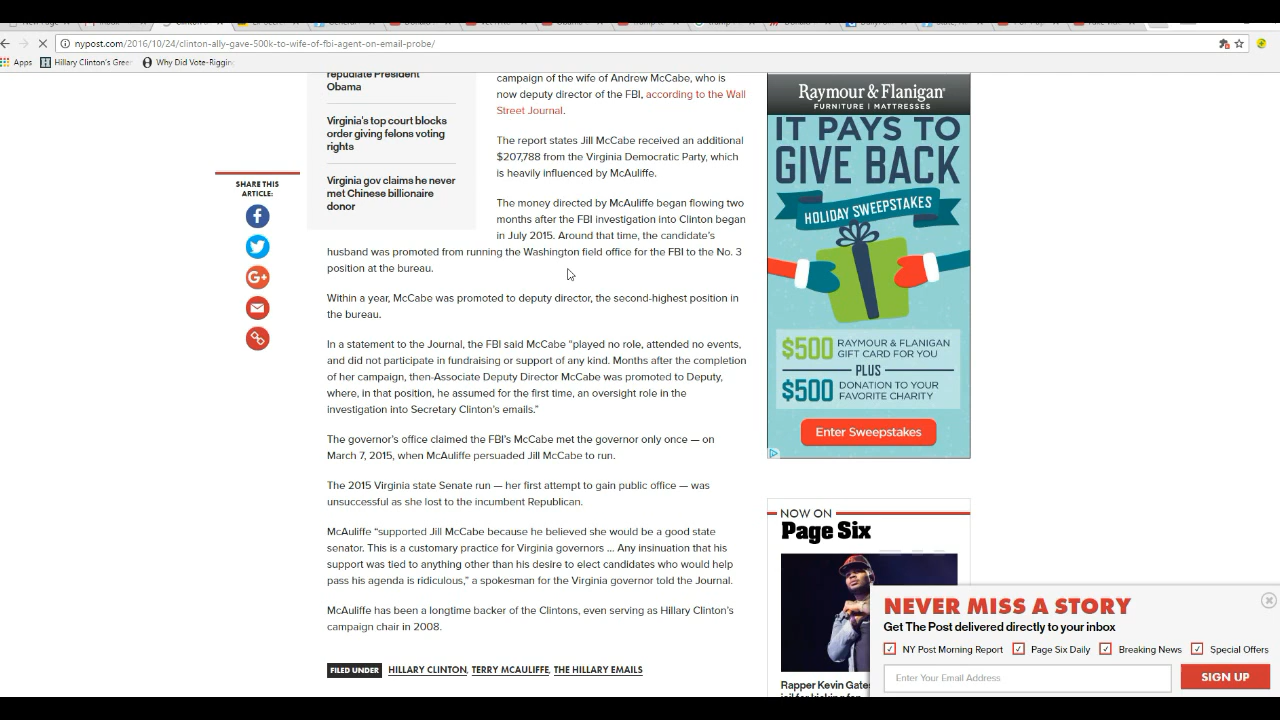 nypost.com/2016/10/24/clinton-ally-gave-500k-to-wife-of-fbi-agent-on-email-probe/
Apps
Hillary Clinton's Gree
Why Did Vote-Riggin
repudiate President
Obama
Virginia's top court blocks
order giving felons voting
rights
Virginia gov claims he never
met Chinese billionaire
donor
SHARE THIS
ARTICLE:
campaign of the wife of Andrew McCabe, who is
now deputy director of the FBI, according to the Wall
Street Journal.
The report states Jill McCabe received an additional
$207,788 from the Virginia Democratic Party, which
is heavily influenced by McAuliffe.
The money directed by McAuliffe began flowing two
months after the FBI investigation into Clinton began
in July 2015. Around that time, the candidate's
husband was promoted from running the Washington field office for the FBI to the No. 3
position at the bureau.
Within a year, McCabe was promoted to deputy director, the second-highest position in
the bureau.
In a statement to the Journal, the FBI said McCabe “played no role, attended no events,
and did not participate in fundraising or support of any kind. Months after the completion
of her campaign, then-Associate Deputy Director McCabe was promoted to Deputy,
where, in that position, he assumed for the first time, an oversight role in the
investigation into Secretary Clinton's emails.”
The governor's office claimed the FBI's McCabe met the governor only once — on
March 7, 2015, when McAuliffe persuaded Jill McCabe to run.
The 2015 Virginia state Senate run — her first attempt to gain public office — was
unsuccessful as she lost to the incumbent Republican.
McAuliffe “supported Jill McCabe because he believed she would be a good state
senator. This is a customary practice for Virginia governors … Any insinuation that his
support was tied to anything other than his desire to elect candidates who would help
pass his agenda is ridiculous,” a spokesman for the Virginia governor told the Journal.
McAuliffe has been a longtime backer of the Clintons, even serving as Hillary Clinton's
campaign chair in 2008.
FILED UNDER HILLARY CLINTON, TERRY MCAULIFFE, THE HILLARY EMAILS
Raymour & Flanigan
FURNITURE | MATTRESSES
IT PAYS TO
GIVE BACK
HOLIDAY SWEEPSTAKES
$500 RAYMOUR & FLANIGAN
GIFT CARD FOR YOU
PLUS
$500 DONATION TO YOUR
FAVORITE CHARITY
Enter Sweepstakes
NOW ON
Page Six
Rapper Kevin Gates
NEVER MISS A STORY
Get The Post delivered directly to your inbox
NY Post Morning Report Page Six Daily Breaking News Special Offers
Enter Your Email Address
SIGN UP